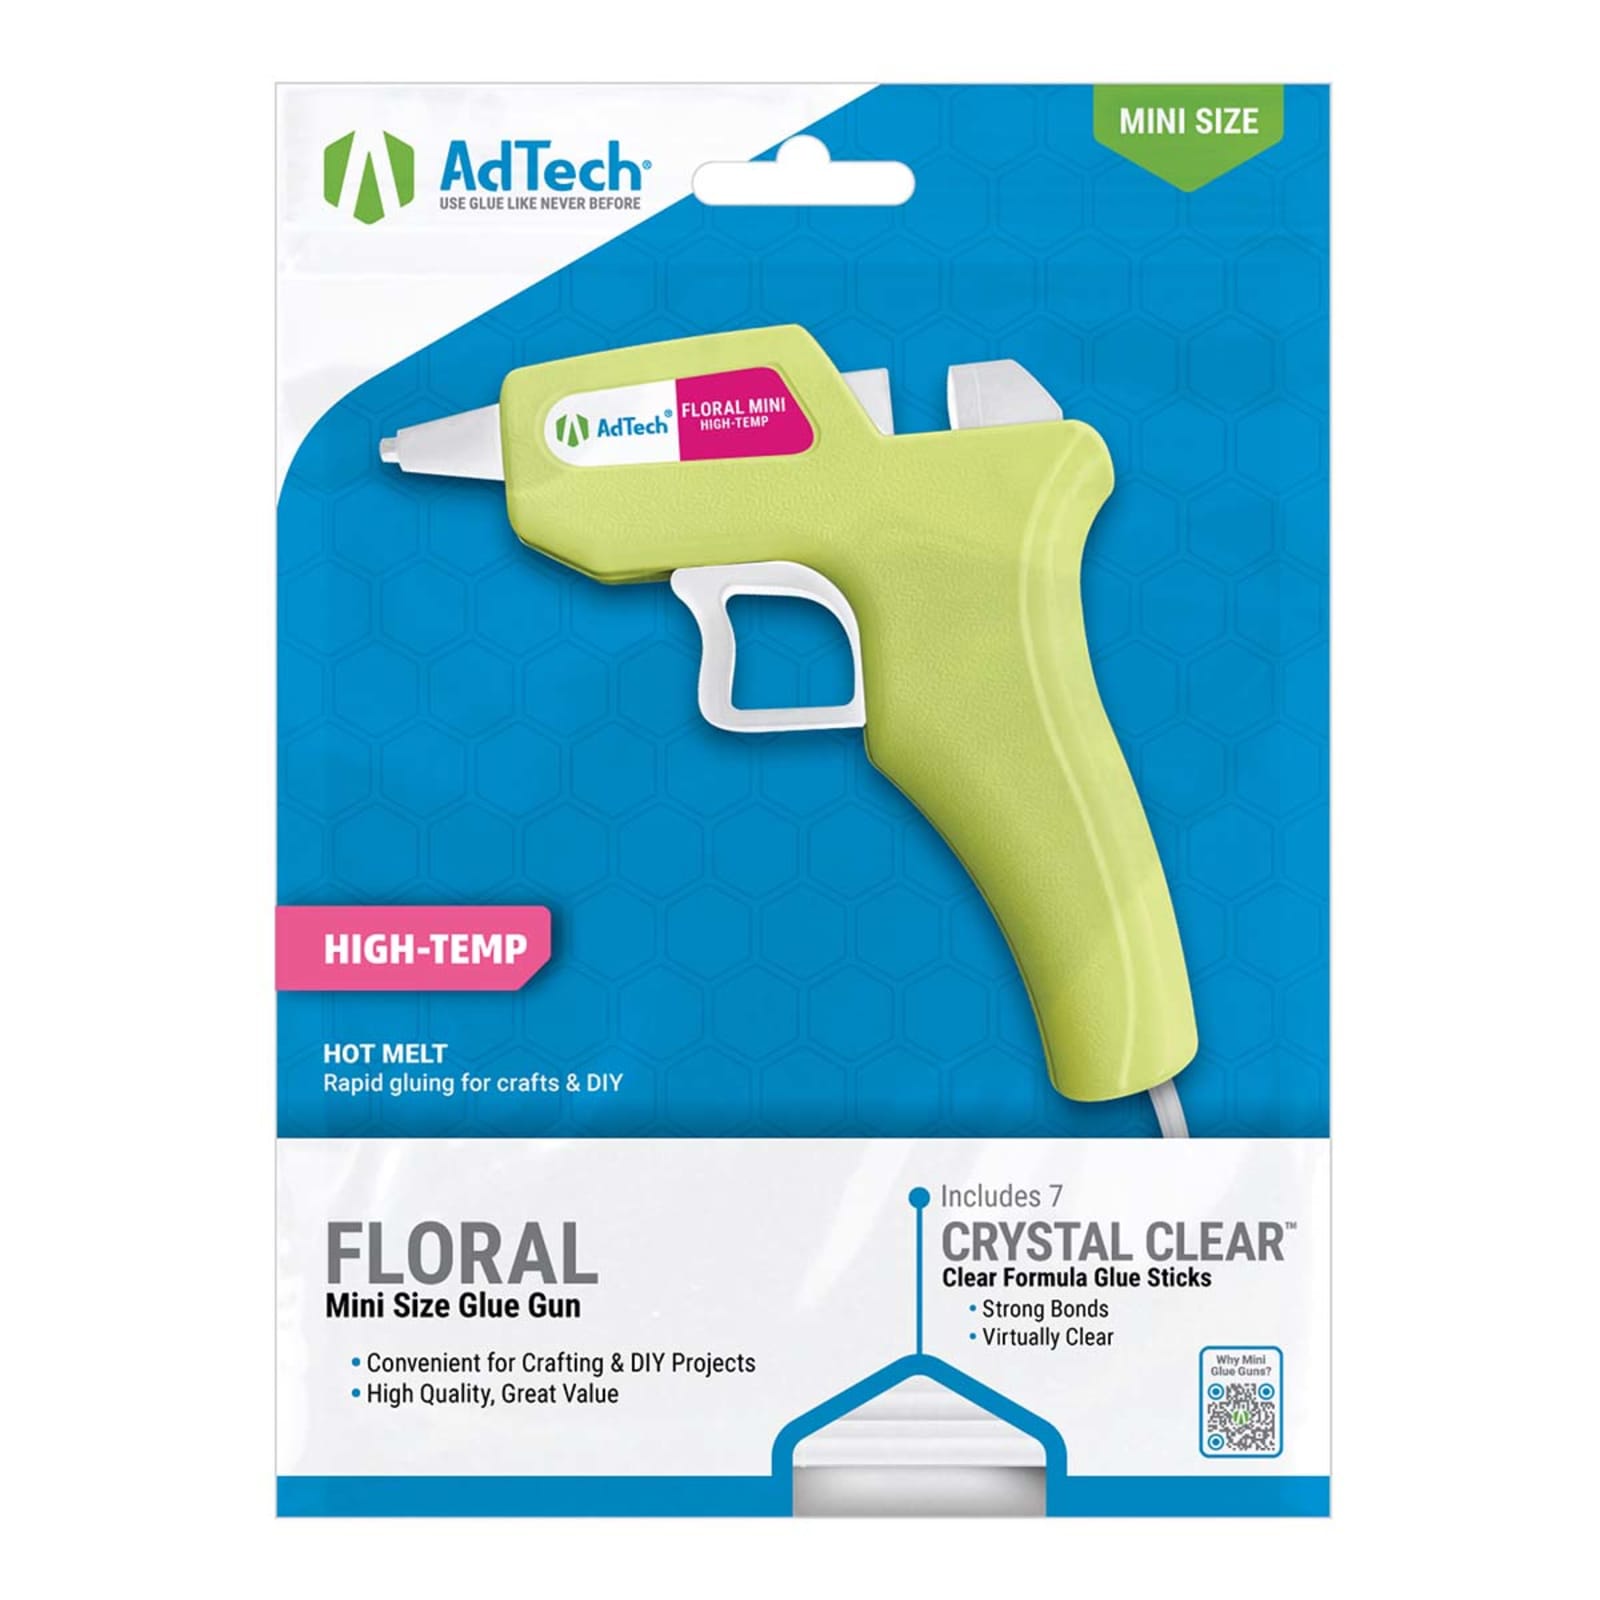 AdTech®
USE GLUE LIKE NEVER BEFORE
MINI SIZE
AdTech®
FLORAL MINI
HIGH-TEMP
HIGH-TEMP
HOT MELT
Rapid gluing for crafts & DIY
FLORAL
Mini Size Glue Gun
• Convenient for Crafting & DIY Projects
• High Quality, Great Value
Includes 7
CRYSTAL CLEAR™
Clear Formula Glue Sticks
• Strong Bonds
• Virtually Clear
Why Mini
Glue Guns?